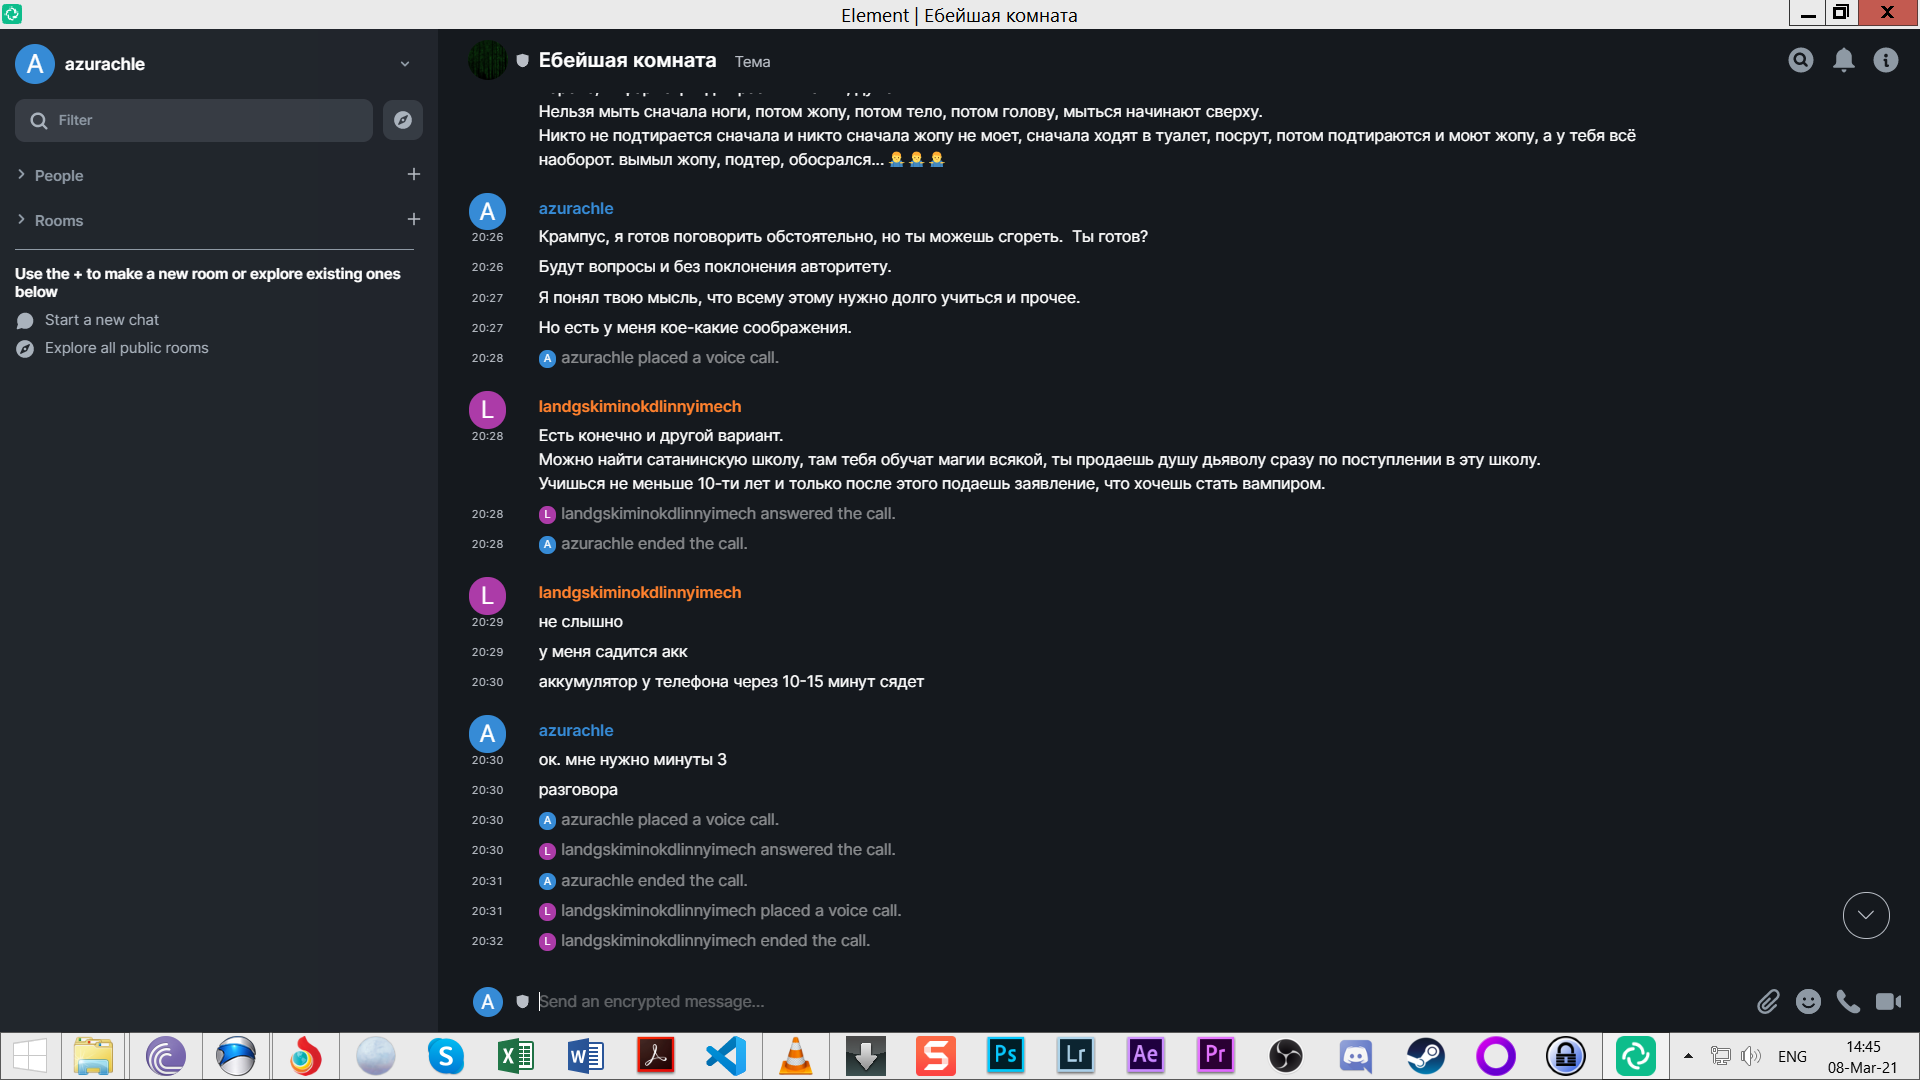 Element | Ебейшая комната
A azurachle
Filter
People
Rooms
Use the + to make a new room or explore existing ones
below
Start a new chat
Explore all public rooms
Ебейшая комната Тема
Нельзя мыть сначала ноги, потом жопу, потом тело, потом голову, мыться начинают сверху.
Никто не подтирается сначала и никто сначала жопу не моет, сначала ходят в туалет, посрут, потом подтираются и моют жопу, а у тебя всё
наоборот. вымыл жопу, подтер, обосрался...
A azurachle
20:26 Крампус, я готов поговорить обстоятельно, но ты можешь сгореть. Ты готов?
20:26 Будут вопросы и без поклонения авторитету.
20:27 Я понял твою мысль, что всему этому нужно долго учиться и прочее.
20:27 Но есть у меня кое-какие соображения.
20:28 A azurachle placed a voice call.
L landgskiminokdlinnyimech
20:28 Есть конечно и другой вариант.
Можно найти сатанинскую школу, там тебя обучат магии всякой, ты продаешь душу дьяволу сразу по поступлении в эту школу.
Учишься не меньше 10-ти лет и только после этого подаешь заявление, что хочешь стать вампиром.
20:28 L landgskiminokdlinnyimech answered the call.
20:28 A azurachle ended the call.
L landgskiminokdlinnyimech
20:29 не слышно
20:29 у меня садится акк
20:30 аккумулятор у телефона через 10-15 минут сядет
A azurachle
20:30 ок. мне нужно минуты 3
20:30 разговора
20:30 A azurachle placed a voice call.
20:30 L landgskiminokdlinnyimech answered the call.
20:31 A azurachle ended the call.
20:31 L landgskiminokdlinnyimech placed a voice call.
20:32 L landgskiminokdlinnyimech ended the call.
A Send an encrypted message...
Ps Lr Ae Pr
ENG
14:45
08-Mar-21